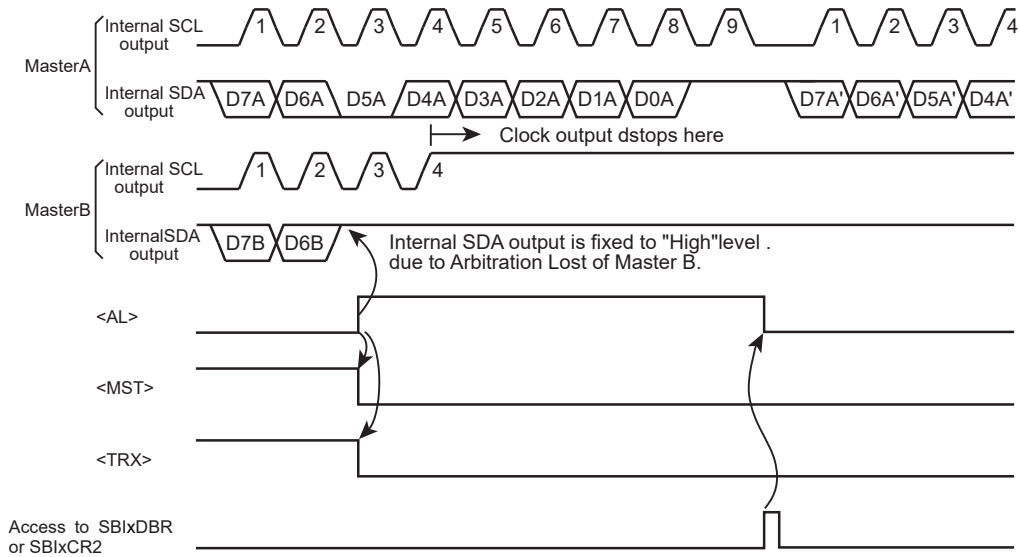 Internal SCL
output
1 2 3 4 5 6 7 8 9 1 2 3 4
MasterA
Internal SDA
output
D7A D6A D5A D4A D3A D2A D1A D0A D7A' D6A' D5A' D4A'
Clock output dstops here
Internal SCL
output
1 2 3 4
MasterB
InternalSDA
output
D7B D6B
Internal SDA output is fixed to "High"level .
due to Arbitration Lost of Master B.
<AL>
<MST>
<TRX>
Access to SBIxDBR
or SBIxCR2